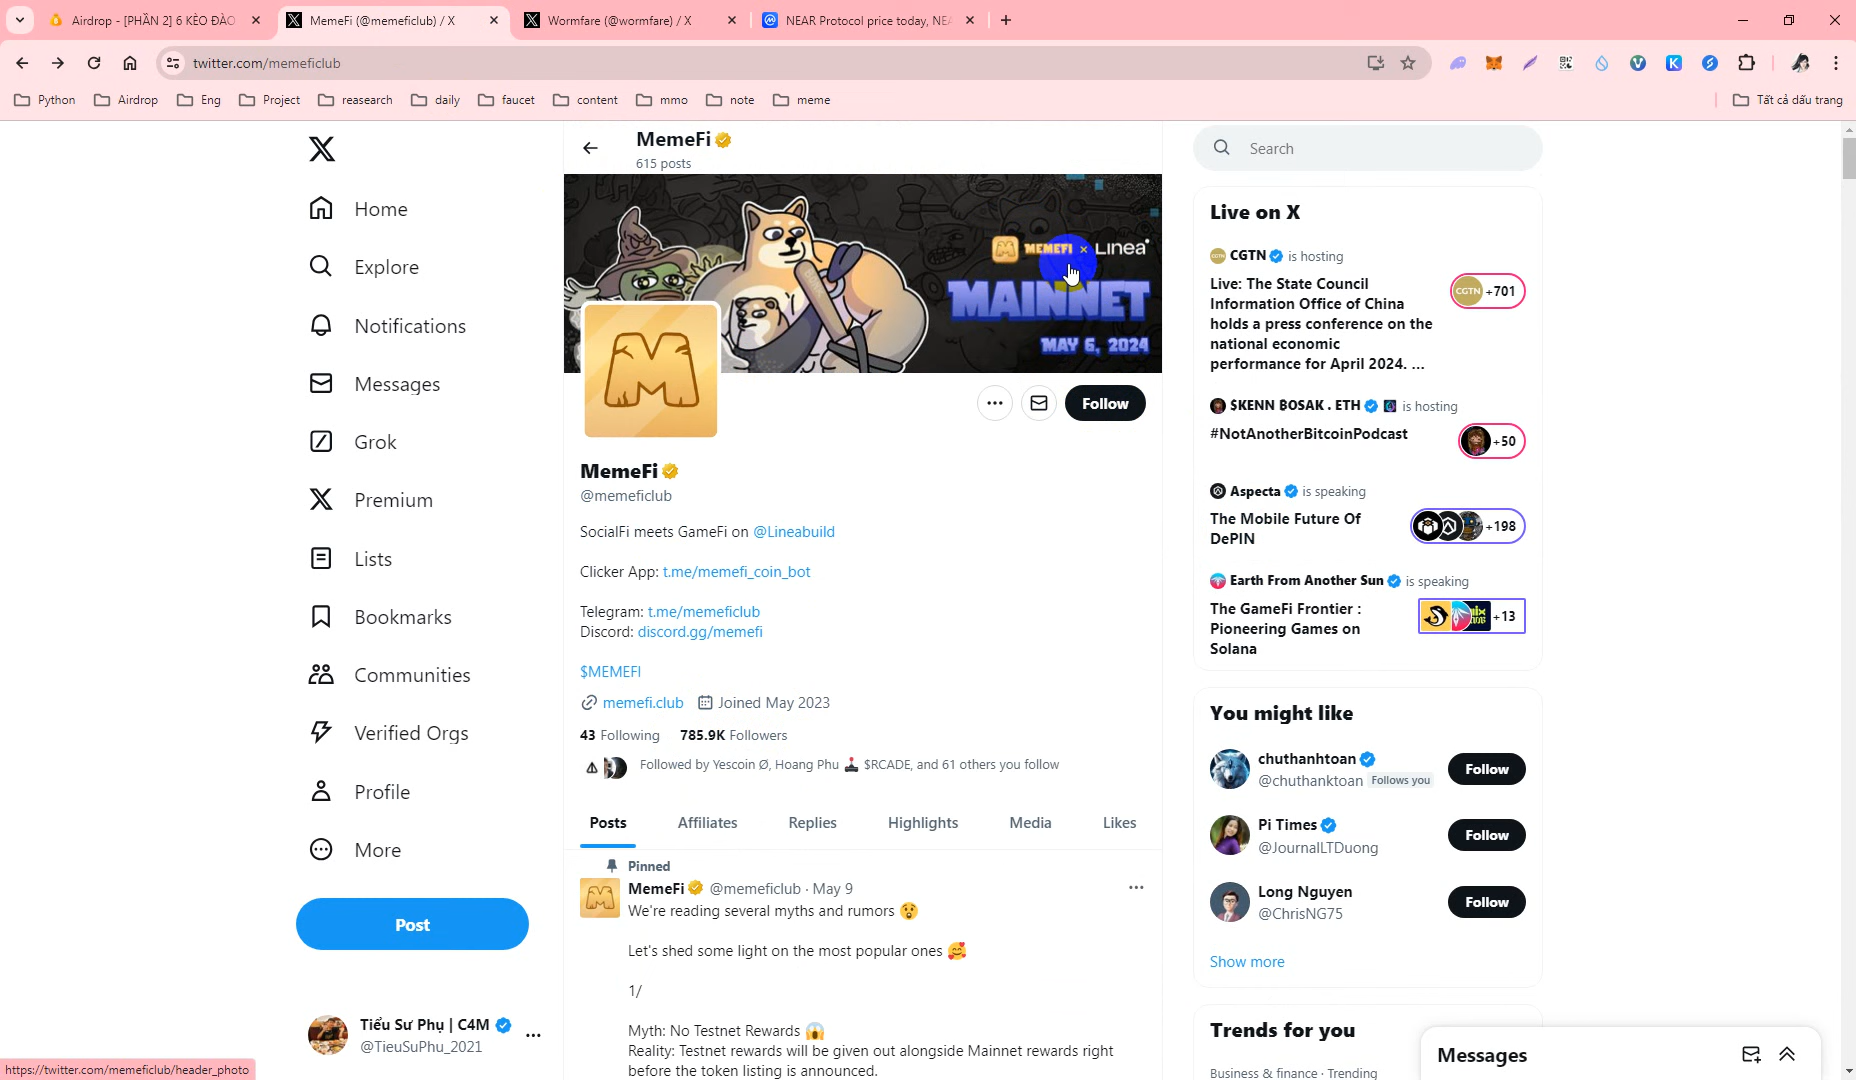 Airdrop - [PHẦN 2] 6 KÈO ĐÀO
MemeFi (@memeficlub) / X
Wormfare (@wormfare) / X
NEAR Protocol price today, NEA
twitter.com/memeficlub
Python
Airdrop
Eng
Project
reasearch
daily
faucet
content
mmo
note
meme
Tất cả dấu trang
Home
Explore
Notifications
Messages
Grok
Premium
Lists
Bookmarks
Communities
Verified Orgs
Profile
More
Post
Tiểu Sư Phụ | C4M
@TieuSuPhu_2021
https://twitter.com/memeficlub/header_photo
MemeFi
615 posts
MEMEFI × Linea
MAINNET
MAY 6, 2024
Follow
MemeFi
@memeficlub
SocialFi meets GameFi on @Lineabuild
Clicker App: t.me/memefi_coin_bot
Telegram: t.me/memeficlub
Discord: discord.gg/memefi
$MEMEFI
memefi.club Joined May 2023
43 Following 785.9K Followers
Followed by Yescoin Ø, Hoang Phu 🕹️ $RCADE, and 61 others you follow
Posts
Affiliates
Replies
Highlights
Media
Likes
Pinned
MemeFi @memeficlub · May 9
We're reading several myths and rumors 😲
Let's shed some light on the most popular ones 🥰
1/
Myth: No Testnet Rewards 😱
Reality: Testnet rewards will be given out alongside Mainnet rewards right
before the token listing is announced.
Search
Live on X
CGTN is hosting
Live: The State Council
Information Office of China
holds a press conference on the
national economic
performance for April 2024. ...
CGTN +701
$KENN ₿OSAK . ETH is hosting
#NotAnotherBitcoinPodcast
+50
Aspecta is speaking
The Mobile Future Of
DePIN
+198
Earth From Another Sun is speaking
The GameFi Frontier :
Pioneering Games on
Solana
+13
You might like
chuthanhtoan
@chuthanktoan Follows you
Follow
Pi Times
@JournalLTDuong
Follow
Long Nguyen
@ChrisNG75
Follow
Show more
Trends for you
Business & finance · Trending
Messages